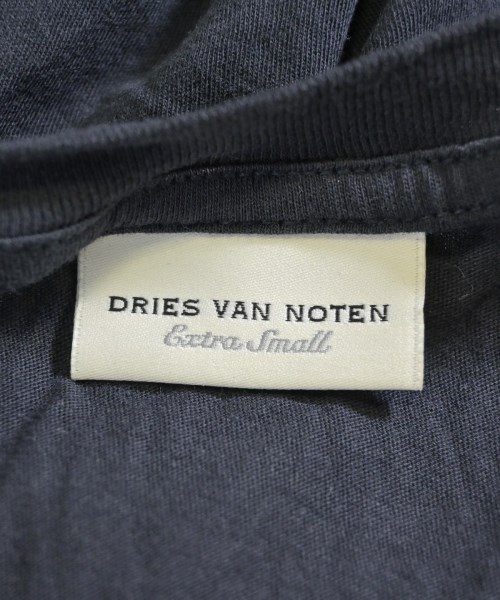 DRIES VAN NOTEN
Extra Small